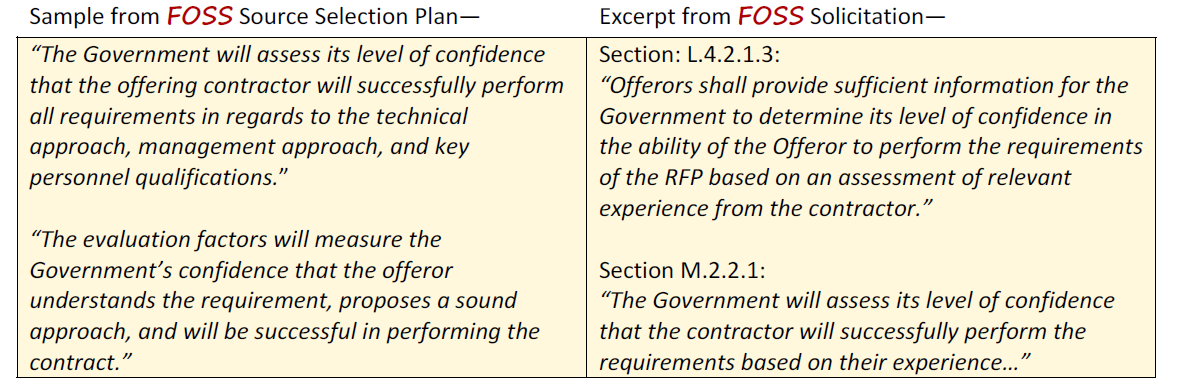 Sample from FOSS Source Selection Plan—
“The Government will assess its level of confidence
that the offering contractor will successfully perform
all requirements in regards to the technical
approach, management approach, and key
personnel qualifications.”
“The evaluation factors will measure the
Government’s confidence that the offeror
understands the requirement, proposes a sound
approach, and will be successful in performing the
contract.”
Excerpt from FOSS Solicitation—
Section: L.4.2.1.3:
“Offerors shall provide sufficient information for the
Government to determine its level of confidence in
the ability of the Offeror to perform the requirements
of the RFP based on an assessment of relevant
experience from the contractor.”
Section M.2.2.1:
“The Government will assess its level of confidence
that the contractor will successfully perform the
requirements based on their experience…”